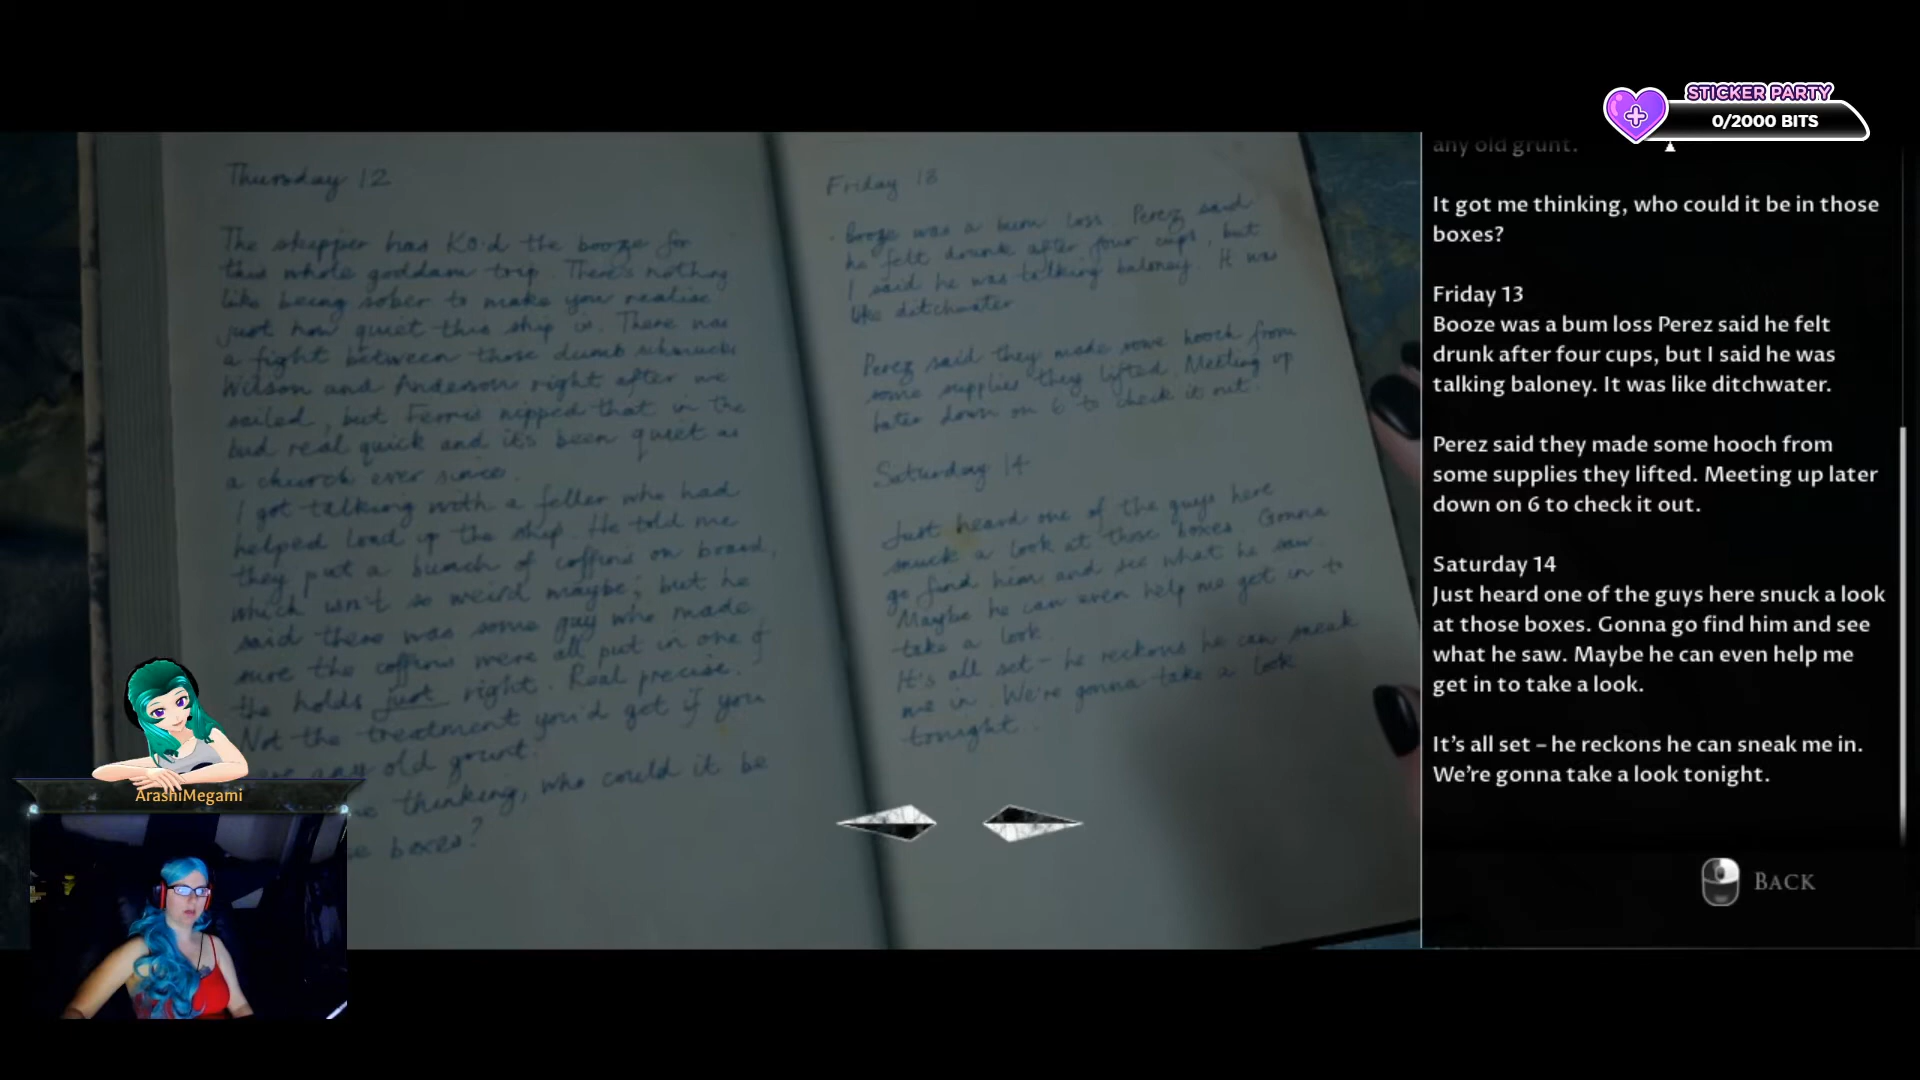 Thursday 12
The skipper has KO'd the booze for
this whole goddam trip. There's nothing
like being sober to make you realise
just how quiet this ship is. There was
a fight between those dumb schmucks
Wilson and Anderson right after we
sailed, but Ferris nipped that in the
bud real quick and it's been quiet as
a church ever since.
I got talking with a feller who had
helped load up the ship. He told me
they put a bunch of coffins on board,
which isn't so weird maybe; but he
said there was some guy who made
sure the coffins were all put in one of
the holds just right. Real precise.
Not the treatment you'd get if you
any old grunt.
thinking, who could it be
boxes?
Friday 13
Booze was a bum loss Perez said
he felt drunk after four cups, but
I said he was talking baloney. It was
like ditchwater
Perez said they made some hooch from
some supplies they lifted. Meeting up
later down on 6 to check it out.
Saturday 14
Just heard one of the guys here
snuck a look at those boxes. Gonna
go find him and see what he saw.
Maybe he can even help me get in to
take a look.
It's all set – he reckons he can sneak
me in. We're gonna take a look
tonight.
STICKER PARTY
0/2000 BITS
any old grunt.
It got me thinking, who could it be in those
boxes?
Friday 13
Booze was a bum loss Perez said he felt
drunk after four cups, but I said he was
talking baloney. It was like ditchwater.
Perez said they made some hooch from
some supplies they lifted. Meeting up later
down on 6 to check it out.
Saturday 14
Just heard one of the guys here snuck a look
at those boxes. Gonna go find him and see
what he saw. Maybe he can even help me
get in to take a look.
It's all set – he reckons he can sneak me in.
We're gonna take a look tonight.
BACK
ArashiMegami